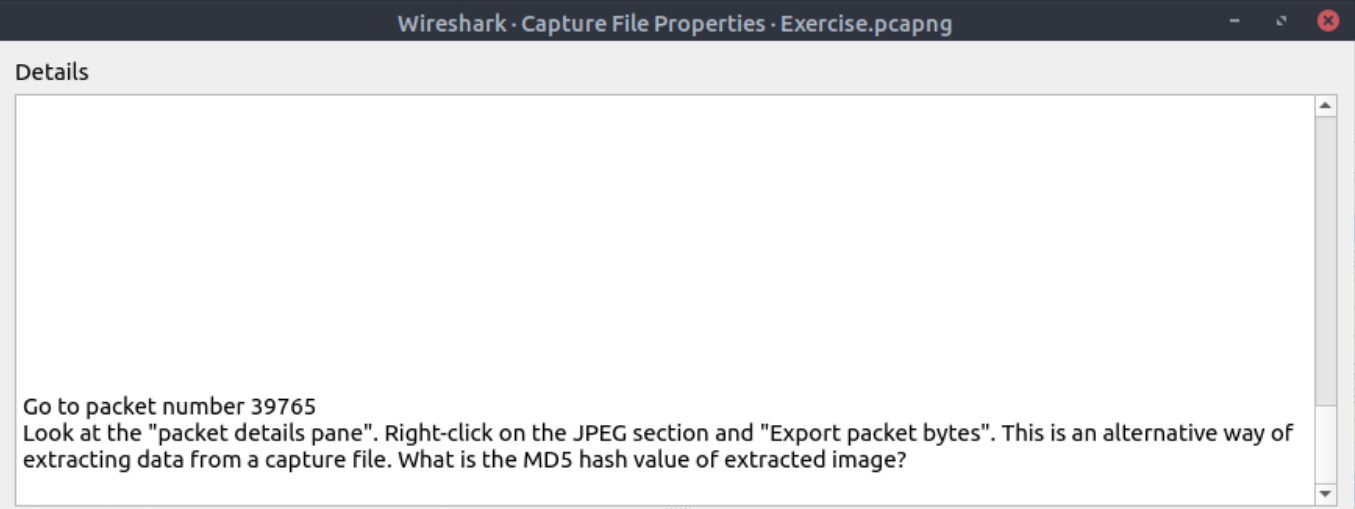 Wireshark · Capture File Properties · Exercise.pcapng
Details
Go to packet number 39765
Look at the "packet details pane". Right-click on the JPEG section and "Export packet bytes". This is an alternative way of
extracting data from a capture file. What is the MD5 hash value of extracted image?